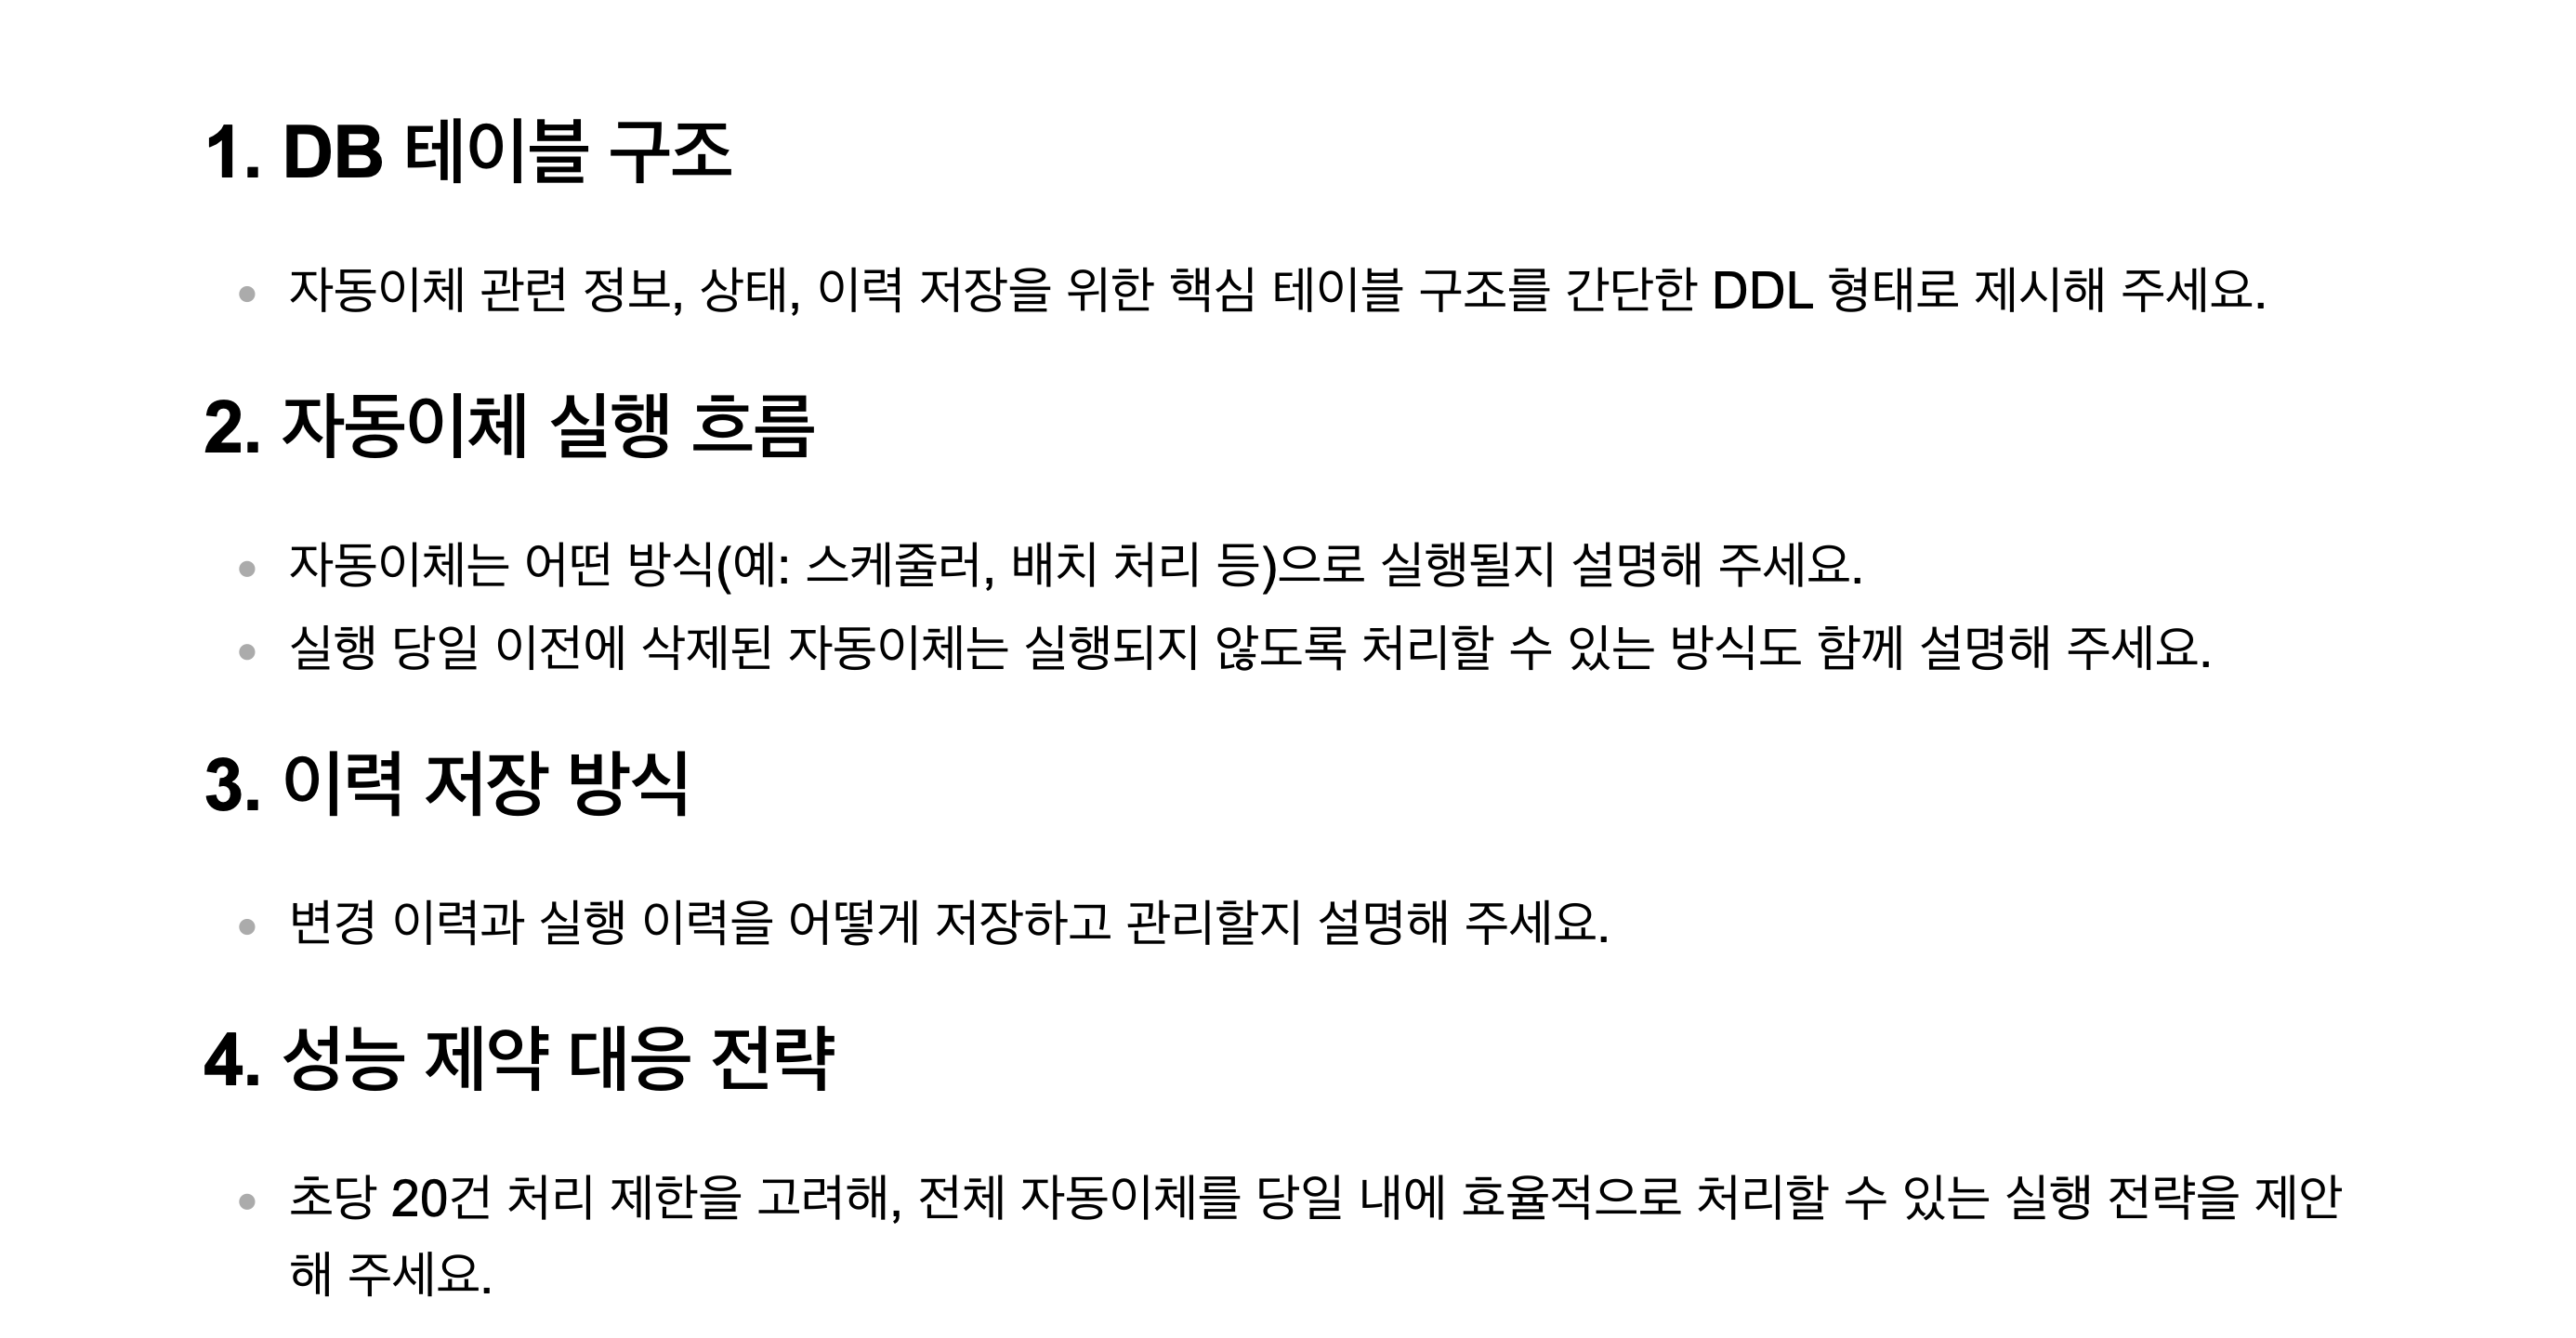 1. DB 테이블 구조
• 자동이체 관련 정보, 상태, 이력 저장을 위한 핵심 테이블 구조를 간단한 DDL 형태로 제시해 주세요.
2. 자동이체 실행 흐름
• 자동이체는 어떤 방식(예: 스케줄러, 배치 처리 등)으로 실행될지 설명해 주세요.
• 실행 당일 이전에 삭제된 자동이체는 실행되지 않도록 처리할 수 있는 방식도 함께 설명해 주세요.
3. 이력 저장 방식
• 변경 이력과 실행 이력을 어떻게 저장하고 관리할지 설명해 주세요.
4. 성능 제약 대응 전략
• 초당 20건 처리 제한을 고려해, 전체 자동이체를 당일 내에 효율적으로 처리할 수 있는 실행 전략을 제안
해 주세요.